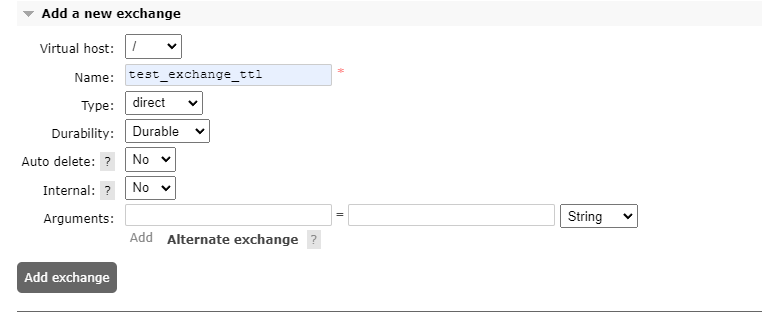 Add a new exchange
Virtual host: /
Name: test_exchange_ttl *
Type: direct
Durability: Durable
Auto delete: ? No
Internal: ? No
Arguments: = String
Add Alternate exchange ?
Add exchange